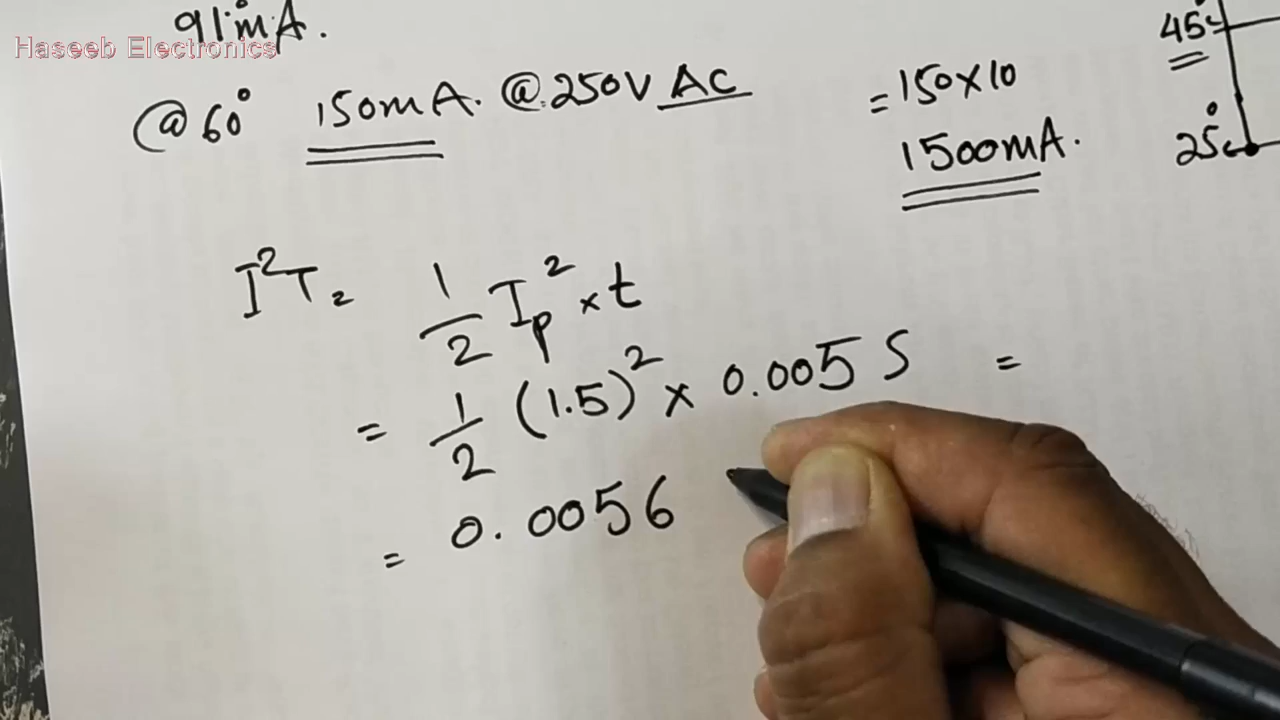 91mA.
Haseeb Electronics
@60° 150mA. @250V AC
=150×10
1500mA.
45°c
25°c
I²T = 1/2 Ip² × t
= 1/2 (1.5)² × 0.005 S =
= 0.0056